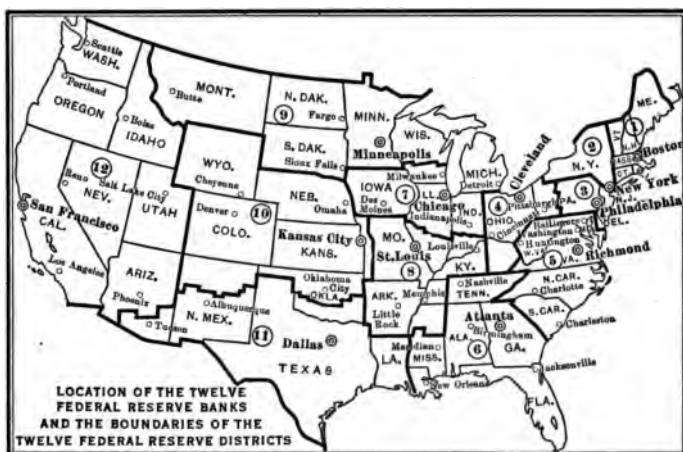 Seattle
WASH.
Portland
OREGON
Boise
IDAHO
MONT.
Butte
N. DAK.
9
Fargo
MINN.
S. DAK.
Sioux Falls
Minneapolis
WIS.
Milwaukee
MICH.
Detroit
ME.
1
VT.
N.H.
MASS.
Boston
CT.
2
N.Y.
New York
N.J.
Cleveland
4
OHIO
Pittsburgh
PA.
3
Philadelphia
DEL.
Cincinnati
Baltimore
Washington
Huntington
W. VA.
5
VA.
Richmond
WYO.
Cheyenne
NEB.
Omaha
IOWA
7
Des
Moines
ILL.
Chicago
IND.
Indianapolis
12
Reno
Salt Lake City
NEV.
UTAH
San Francisco
CAL.
Los Angeles
Denver
10
COLO.
Kansas City
KANS.
MO.
St. Louis
8
Louisville
KY.
Nashville
TENN.
Memphis
N. CAR.
Charlotte
S. CAR.
Charleston
ARIZ.
Phoenix
Tucson
Albuquerque
N. MEX.
11
Oklahoma
City
OKLA.
ARK.
Little
Rock
Dallas
TEXAS
LA.
Meridian
MISS.
New Orleans
Atlanta
ALA.
Birmingham
6
GA.
Jacksonville
FLA.
LOCATION OF THE TWELVE
FEDERAL RESERVE BANKS
AND THE BOUNDARIES OF THE
TWELVE FEDERAL RESERVE DISTRICTS